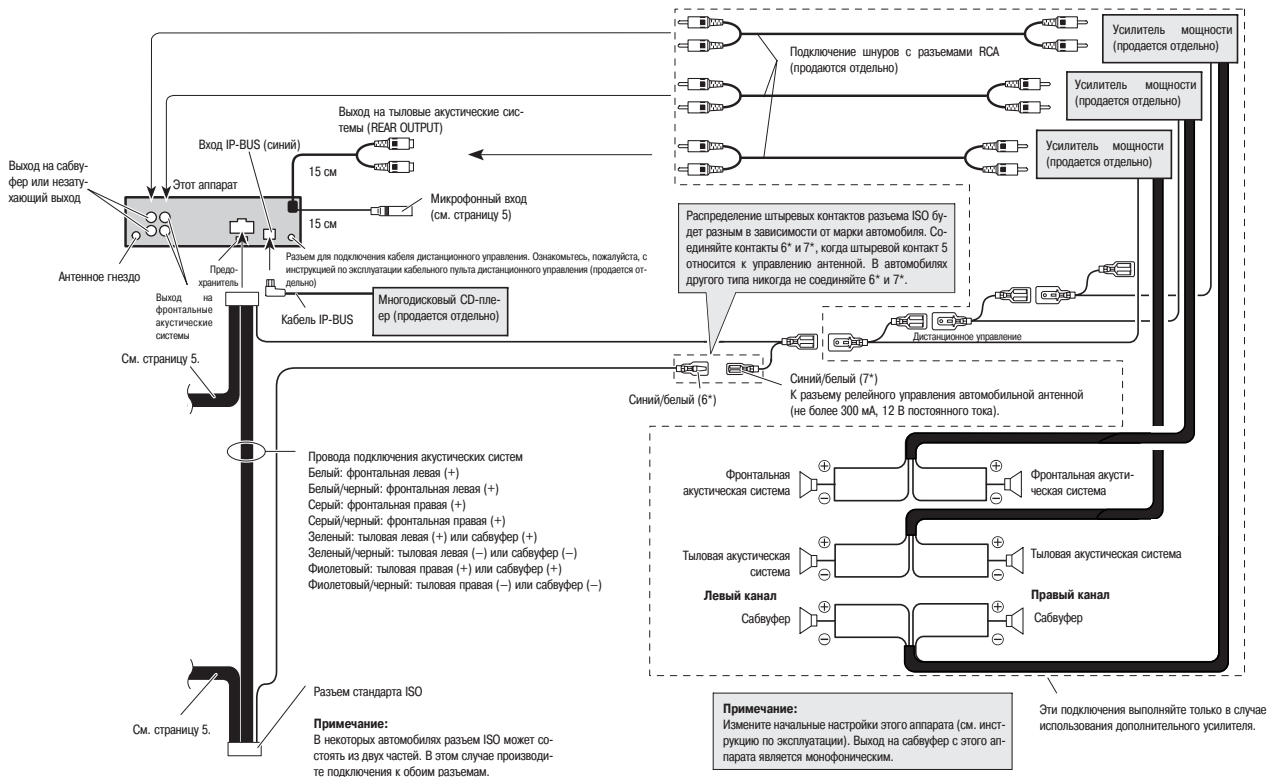 Усилитель мощности
(продается отдельно)
Подключение шнуров с разъемами RCA
(продаются отдельно)
Усилитель мощности
(продается отдельно)
Усилитель мощности
(продается отдельно)
Выход на тыловые акустические сис-
темы (REAR OUTPUT)
Вход IP-BUS (синий)
15 см
Выход на сабву-
фер или незату-
хающий выход
Этот аппарат
Микрофонный вход
(см. страницу 5)
15 см
Антенное гнездо
Предо-
хранитель
Разъем для подключения кабеля дистанционного управления. Ознакомьтесь, пожалуйста, с
инструкцией по эксплуатации кабельного пульта дистанционного управления (продается от-
дельно)
Выход на
фронтальные
акустические
системы
Кабель IP-BUS
Многодисковый CD-пле-
ер (продается отдельно)
Распределение штыревых контактов разъема ISO бу-
дет разным в зависимости от марки автомобиля. Со-
единяйте контакты 6* и 7*, когда штыревой контакт 5
относится к управлению антенной. В автомобилях
другого типа никогда не соединяйте 6* и 7*.
Дистанционное управление
См. страницу 5.
Синий/белый (6*)
Синий/белый (7*)
К разъему релейного управления автомобильной антенной
(не более 300 мА, 12 В постоянного тока).
Провода подключения акустических систем
Белый: фронтальная левая (+)
Белый/черный: фронтальная левая (+)
Серый: фронтальная правая (+)
Серый/черный: фронтальная правая (+)
Зеленый: тыловая левая (+) или сабвуфер (+)
Зеленый/черный: тыловая левая (−) или сабвуфер (−)
Фиолетовый: тыловая правая (+) или сабвуфер (+)
Фиолетовый/черный: тыловая правая (−) или сабвуфер (−)
Фронтальная
акустическая система
Фронтальная акусти-
ческая система
Тыловая акустическая
система
Тыловая акустическая система
Левый канал
Правый канал
Сабвуфер
Сабвуфер
См. страницу 5.
Разъем стандарта ISO
Примечание:
В некоторых автомобилях разъем ISO может со-
стоять из двух частей. В этом случае производи-
те подключения к обоим разъемам.
Примечание:
Измените начальные настройки этого аппарата (см. инст-
рукцию по эксплуатации). Выход на сабвуфер с этого ап-
парата является монофоническим.
Эти подключения выполняйте только в случае
использования дополнительного усилителя.